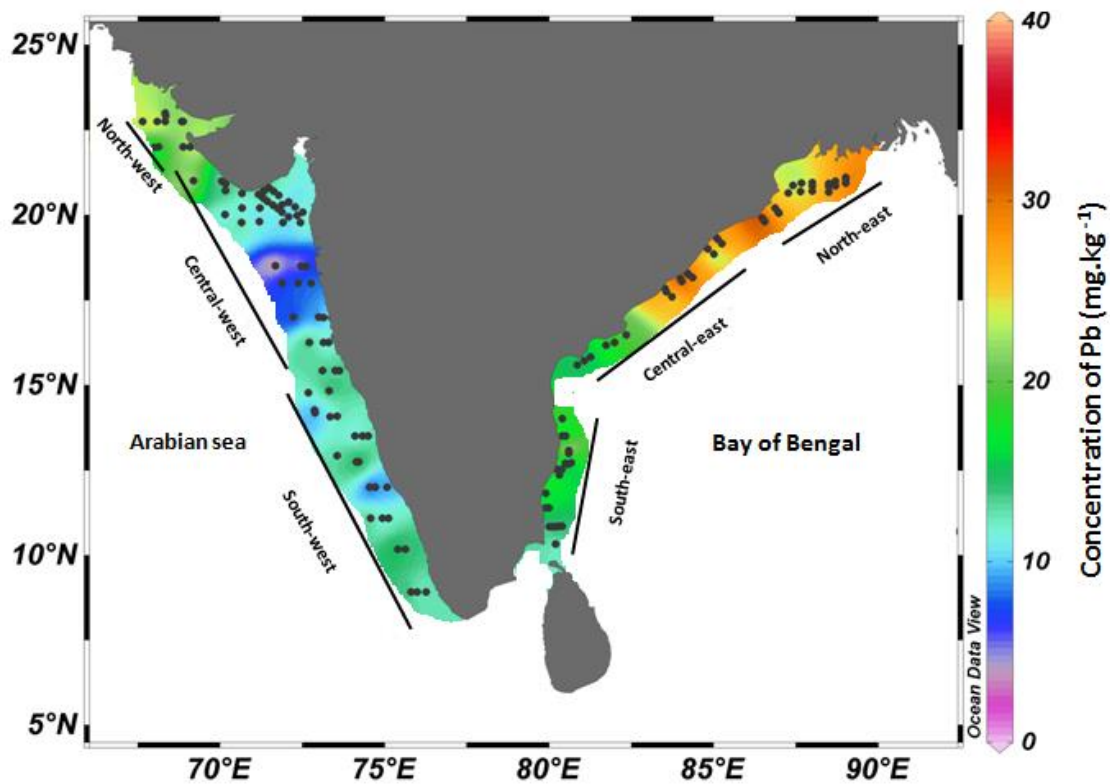 25°N
20°N
15°N
10°N
5°N
70°E
75°E
80°E
85°E
90°E
North-west
Central-west
South-west
Arabian sea
North-east
Central-east
South-east
Bay of Bengal
Ocean Data View
40
30
20
10
0
Concentration of Pb (mg.kg⁻¹)